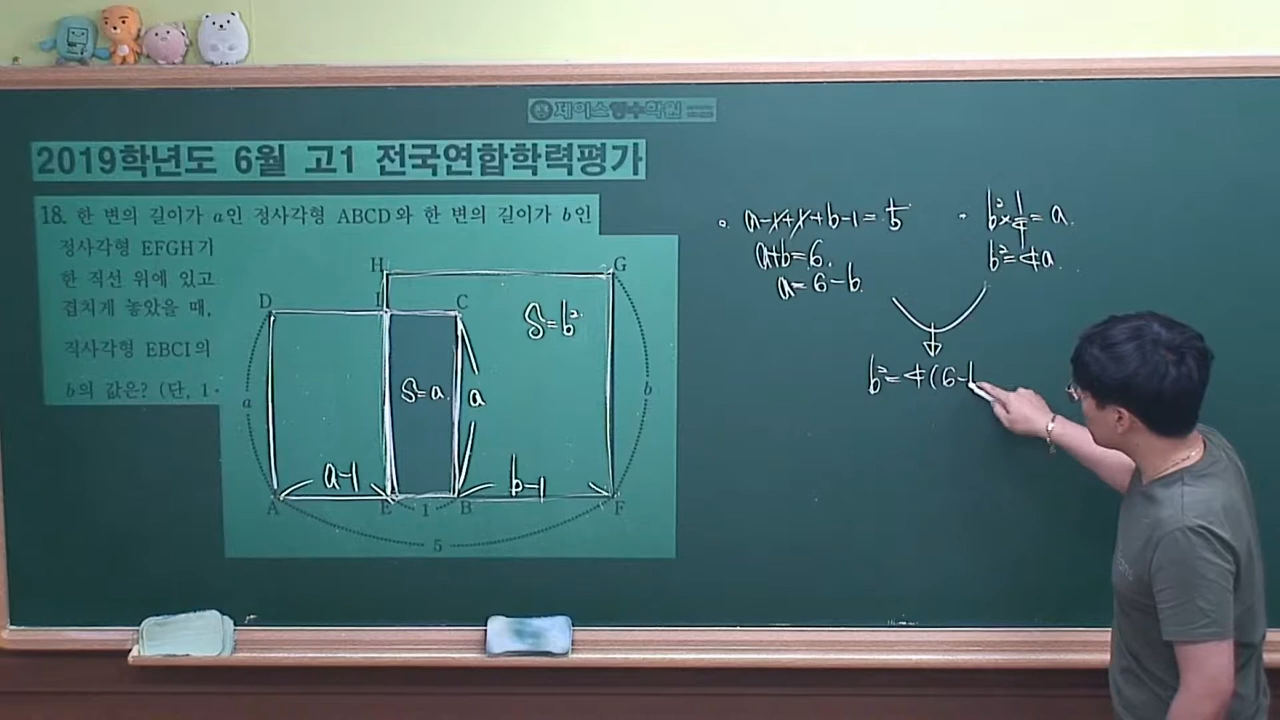 제이스영수학원
2019학년도 6월 고1 전국연합학력평가
18. 한 변의 길이가 a인 정사각형 ABCD와 한 변의 길이가 b인
정사각형 EFGH가
한 직선 위에 있고
겹치게 놓았을 때,
직사각형 EBCI의
b의 값은? (단, 1
H
G
D
I
C
S=b²
a
S=a
a
b
a-1
b-1
A
E
1
B
F
5
a-1+1+b-1=5
a+b=6
a=6-b
b²×1/4=a
b²=4a
b²=4(6-b